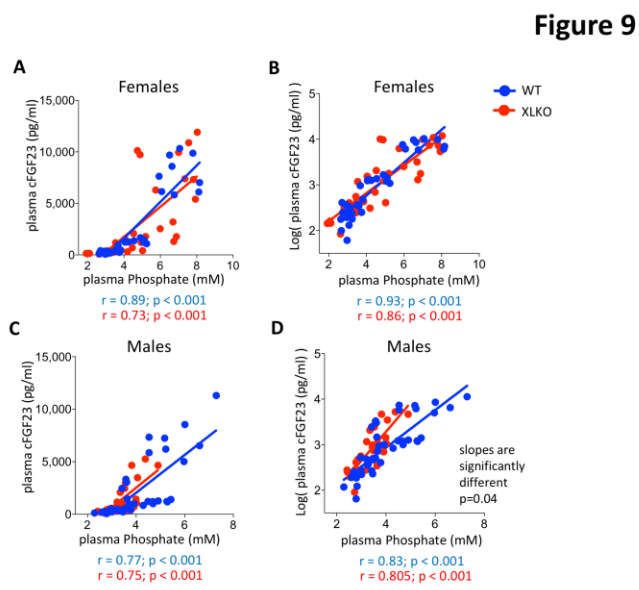 Figure 9
A
Females
plasma cFGF23 (pg/ml)
15,000
10,000
5,000
0
2 4 6 8 10
plasma Phosphate (mM)
r = 0.89; p < 0.001
r = 0.73; p < 0.001
B
Females
Log( plasma cFGF23 (pg/ml) )
5
4
3
2
2 4 6 8 10
plasma Phosphate (mM)
r = 0.93; p < 0.001
r = 0.86; p < 0.001
WT
XLKO
C
Males
plasma cFGF23 (pg/ml)
15,000
10,000
5,000
0
2 4 6 8
plasma Phosphate (mM)
r = 0.77; p < 0.001
r = 0.75; p < 0.001
D
Males
Log( plasma cFGF23 (pg/ml) )
5
4
3
2
2 4 6 8
plasma Phosphate (mM)
slopes are
significantly
different
p=0.04
r = 0.83; p < 0.001
r = 0.805; p < 0.001